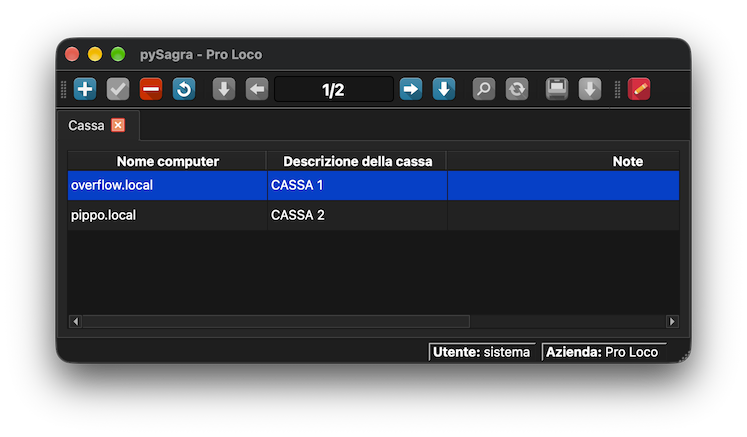 pySagra - Pro Loco
1/2
Cassa
Nome computer Descrizione della cassa Note
overflow.local CASSA 1
pippo.local CASSA 2
Utente: sistema Azienda: Pro Loco